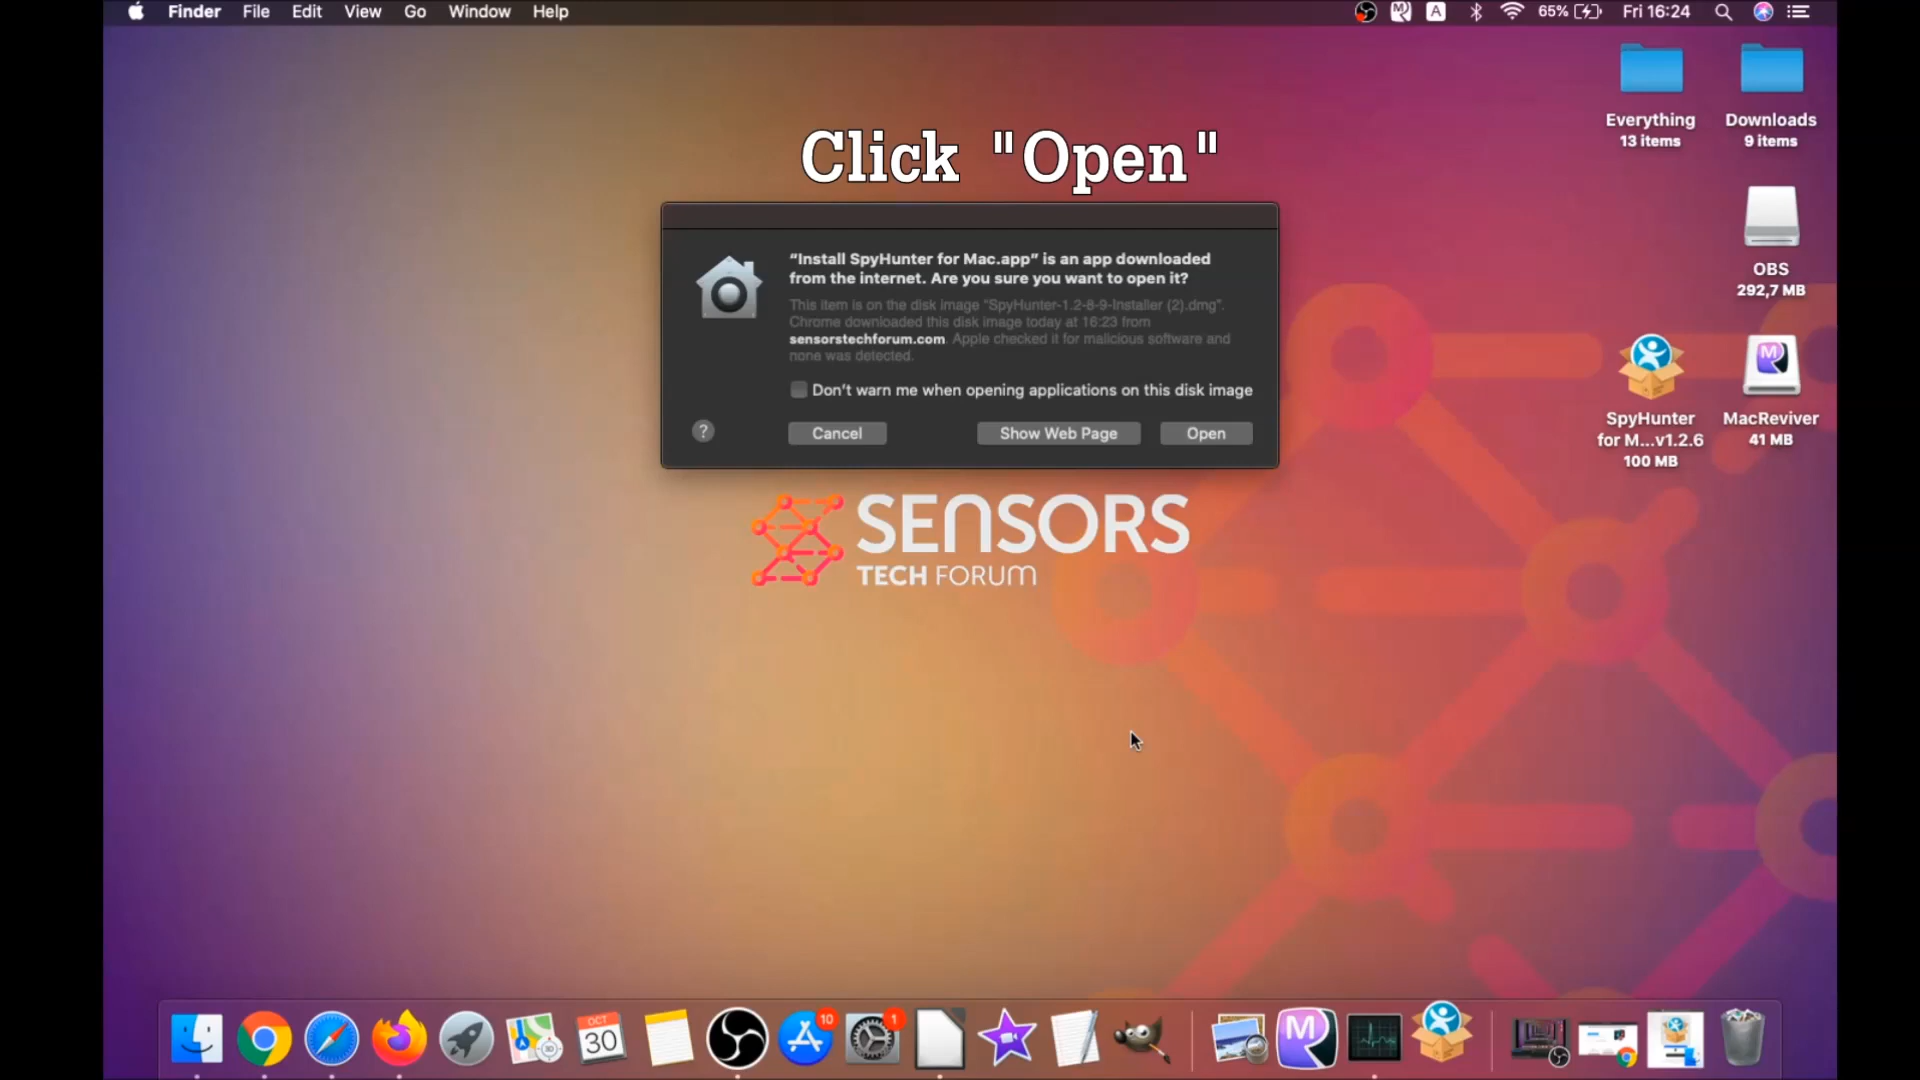 Finder File Edit View Go Window Help
A 65% Fri 16:24
Click "Open"
Everything
13 items
Downloads
9 items
“Install SpyHunter for Mac.app” is an app downloaded
from the internet. Are you sure you want to open it?
This item is on the disk image “SpyHunter-1.2-8-9-Installer (2).dmg”.
Chrome downloaded this disk image today at 16:23 from
sensorstechforum.com. Apple checked it for malicious software and
none was detected.
Don’t warn me when opening applications on this disk image
? Cancel Show Web Page Open
OBS
292,7 MB
SpyHunter
for M...v1.2.6
100 MB
MacReviver
41 MB
SENSORS
TECH FORUM
OCT
30
10
1
M